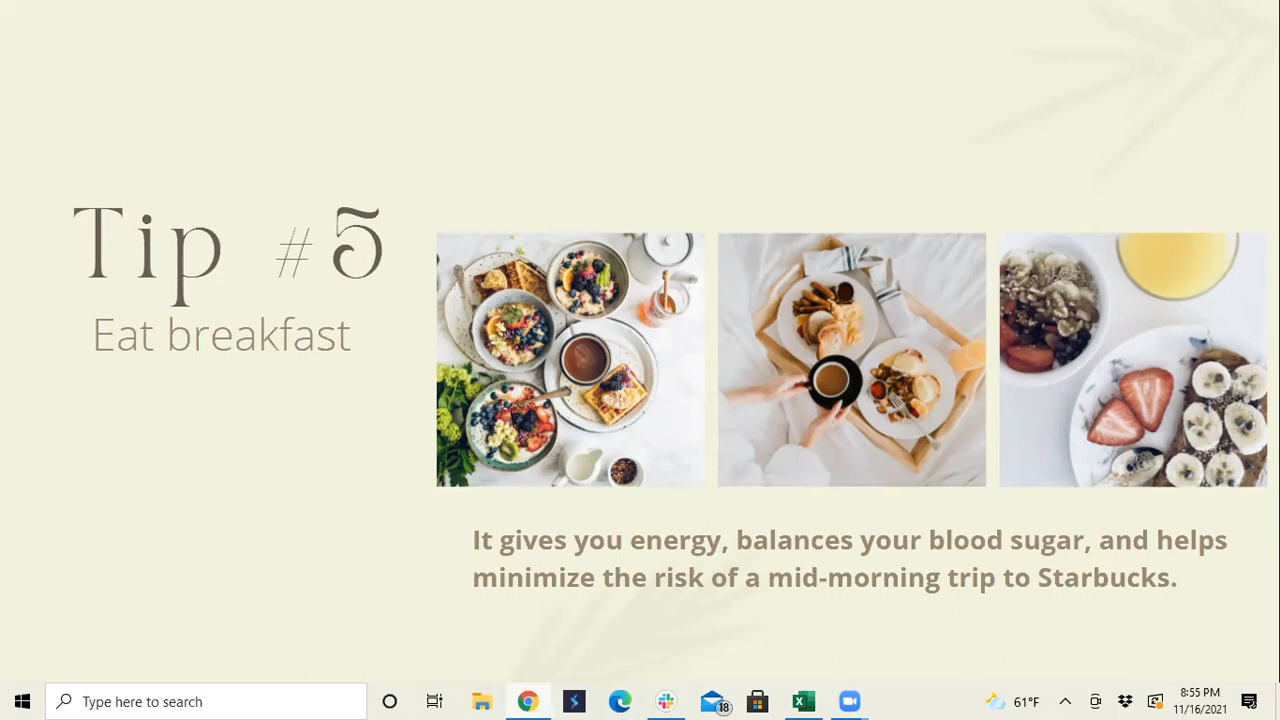 Tip #5
Eat breakfast
It gives you energy, balances your blood sugar, and helps
minimize the risk of a mid-morning trip to Starbucks.
Type here to search
18
61°F
8:55 PM
11/16/2021